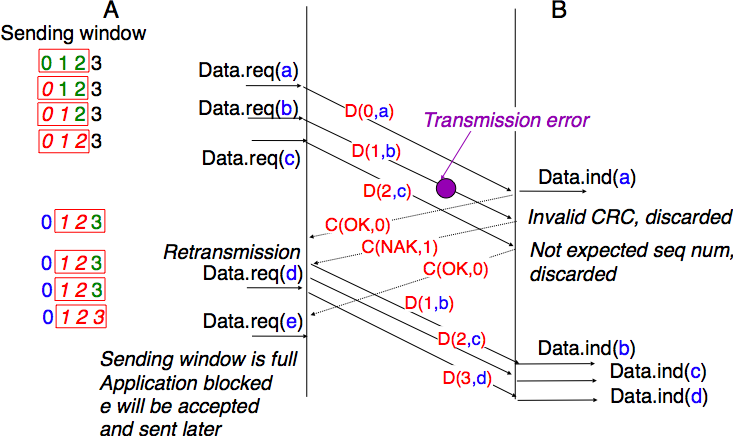 A
B
Sending window
0 1 2 3
0 1 2 3
0 1 2 3
0 1 2 3
Data.req(a)
Data.req(b)
Data.req(c)
D(0,a)
D(1,b)
D(2,c)
Transmission error
Data.ind(a)
Invalid CRC, discarded
Not expected seq num,
discarded
C(OK,0)
C(NAK,1)
C(OK,0)
0 1 2 3
0 1 2 3
0 1 2 3
0 1 2 3
Retransmission
Data.req(d)
Data.req(e)
D(1,b)
D(2,c)
D(3,d)
Data.ind(b)
Data.ind(c)
Data.ind(d)
Sending window is full
Application blocked
e will be accepted
and sent later